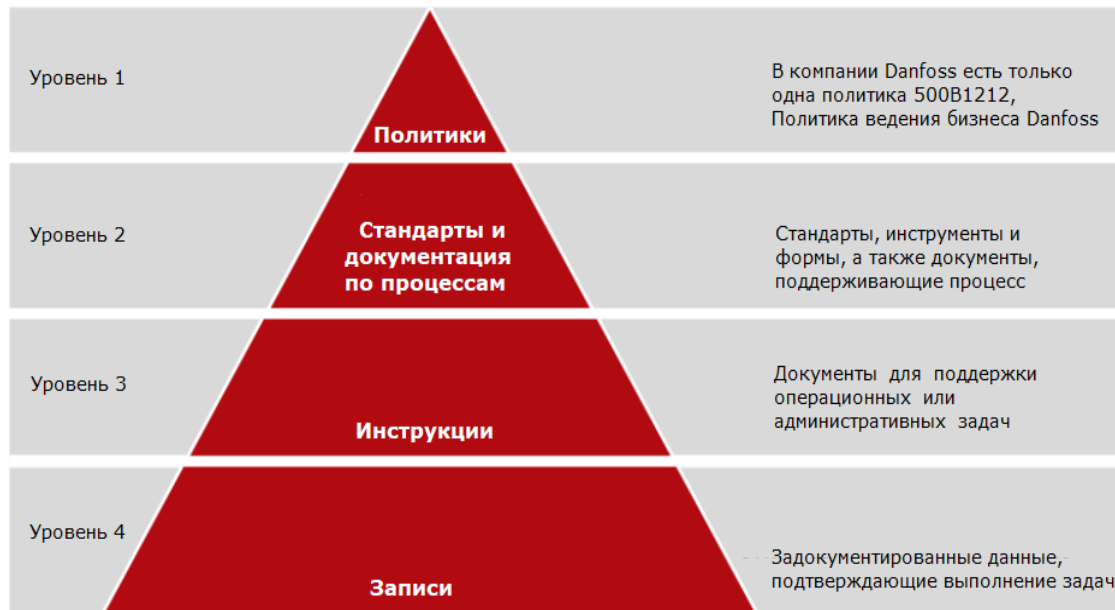 Уровень 1
Политики
В компании Danfoss есть только
одна политика 500B1212,
Политика ведения бизнеса Danfoss
Уровень 2
Стандарты и
документация
по процессам
Стандарты, инструменты и
формы, а также документы,
поддерживающие процесс
Уровень 3
Инструкции
Документы для поддержки
операционных или
административных задач
Уровень 4
Записи
Задокументированные данные,
подтверждающие выполнение задач